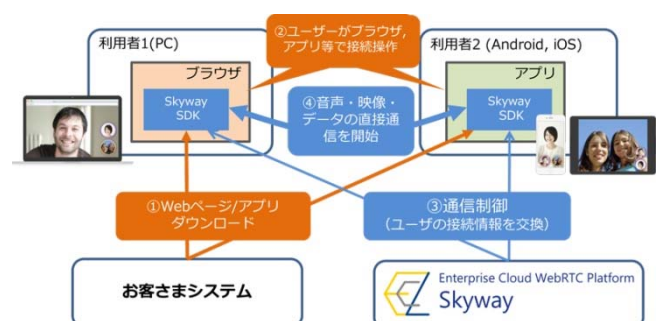 利用者1(PC)
②ユーザーがブラウザ,
アプリ等で接続操作
利用者2 (Android, iOS)
ブラウザ
アプリ
Skyway
SDK
④音声・映像・
データの直接通
信を開始
Skyway
SDK
①Webページ/アプリ
ダウンロード
③通信制御
(ユーザの接続情報を交換)
お客さまシステム
Enterprise Cloud WebRTC Platform
Skyway